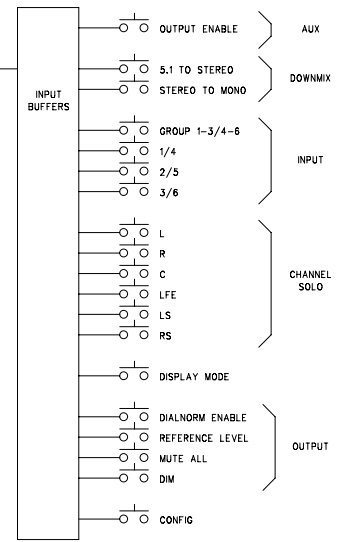 INPUT
BUFFERS
OUTPUT ENABLE
AUX
5.1 TO STEREO
STEREO TO MONO
DOWNMIX
GROUP 1-3/4-6
1/4
2/5
3/6
INPUT
L
R
C
LFE
LS
RS
CHANNEL
SOLO
DISPLAY MODE
DIALNORM ENABLE
REFERENCE LEVEL
MUTE ALL
DIM
OUTPUT
CONFIG